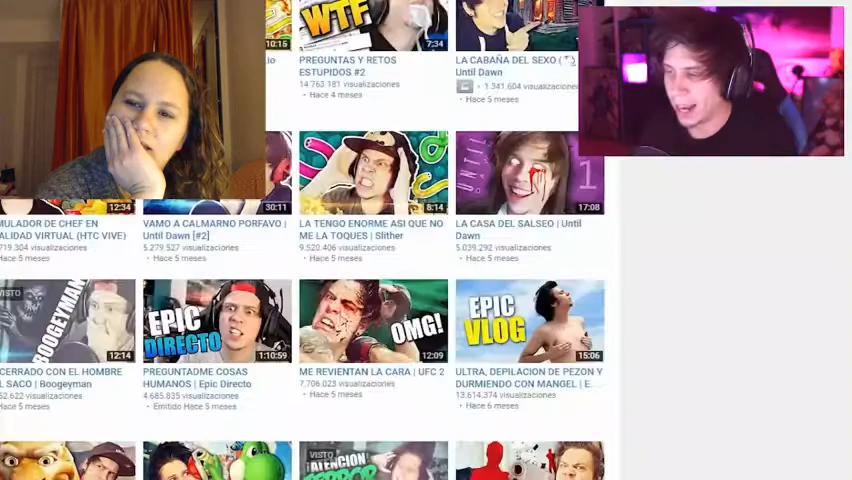 10:15
WTF
7:34
PREGUNTAS Y RETOS
ESTUPIDOS #2
14.763.181 visualizaciones
• Hace 4 meses
LA CABAÑA DEL SEXO (
Until Dawn
• 1.341.604 visualizaciones
• Hace 5 meses
12:34
30:11
8:14
UNTIL
1
17:08
MULADOR DE CHEF EN
ALIDAD VIRTUAL (HTC VIVE)
719.304 visualizaciones
Hace 5 meses
VAMO A CALMARNO PORFAVO |
Until Dawn [#2]
5.279.527 visualizaciones
• Hace 5 meses
LA TENGO ENORME ASI QUE NO
ME LA TOQUES | Slither
9.520.406 visualizaciones
• Hace 5 meses
LA CASA DEL SALSEO | Until
Dawn
5.039.292 visualizaciones
• Hace 5 meses
VISTO
BOOGEYMAN
12:14
EPIC
DIRECTO
1:10:59
OMG!
12:09
EPIC
VLOG
15:06
CERRADO CON EL HOMBRE
L SACO | Boogeyman
52.622 visualizaciones
Hace 5 meses
PREGUNTADME COSAS
HUMANOS | Epic Directo
4.685.835 visualizaciones
• Emitido Hace 5 meses
ME REVIENTAN LA CARA | UFC 2
7.706.023 visualizaciones
• Hace 5 meses
ULTRA, DEPILACION DE PEZON Y
DURMIENDO CON MANGEL | E...
13.614.374 visualizaciones
• Hace 6 meses
VISTO
¡ATENCION
TERROR